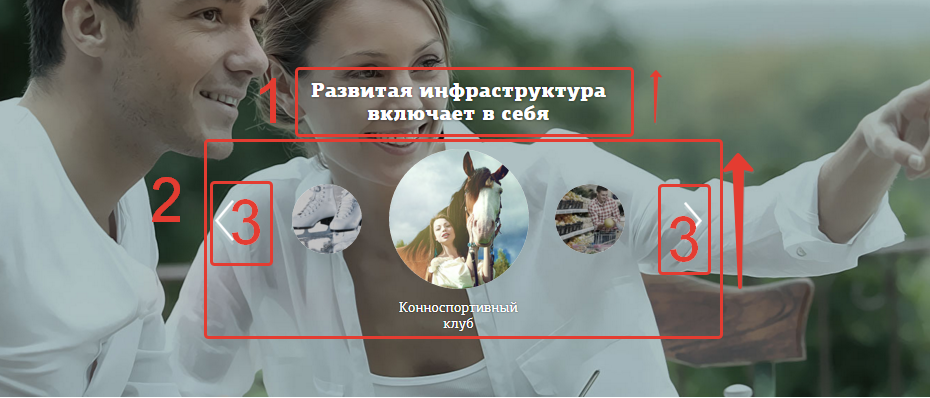 1
Развитая инфраструктура
включает в себя
2
3
3
Конноспортивный
клуб